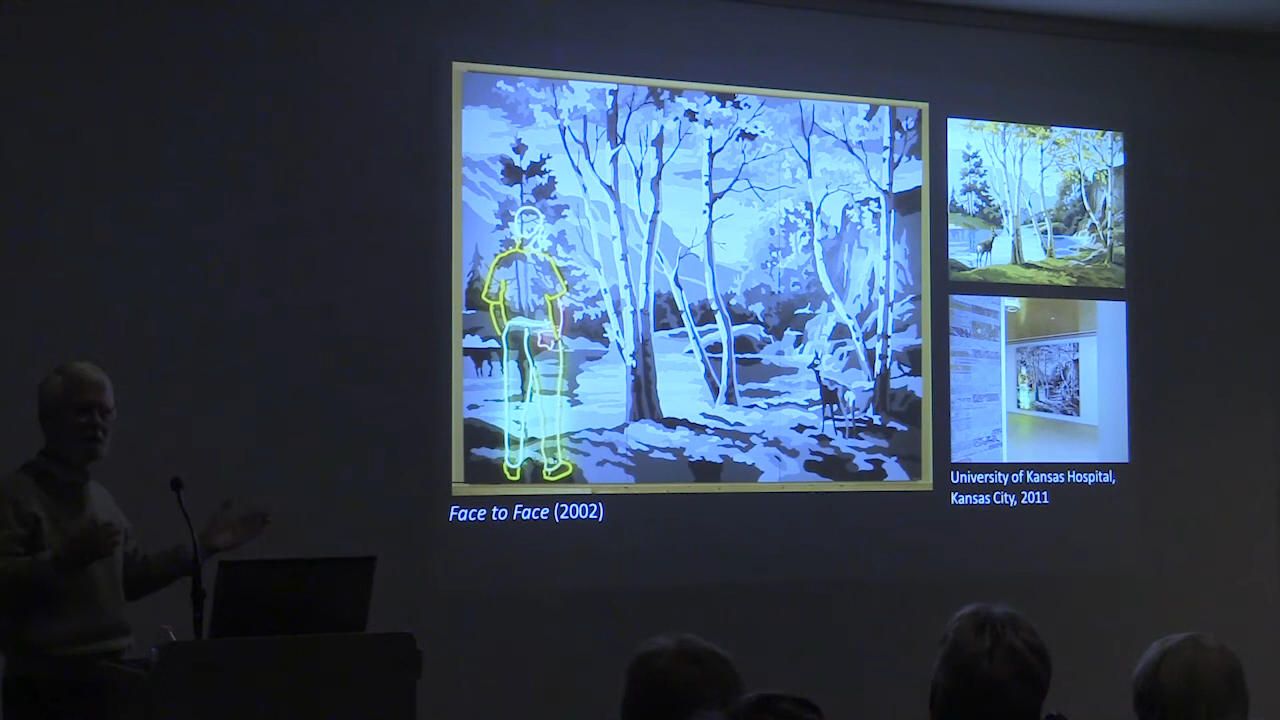 Face to Face (2002)
University of Kansas Hospital,
Kansas City, 2011